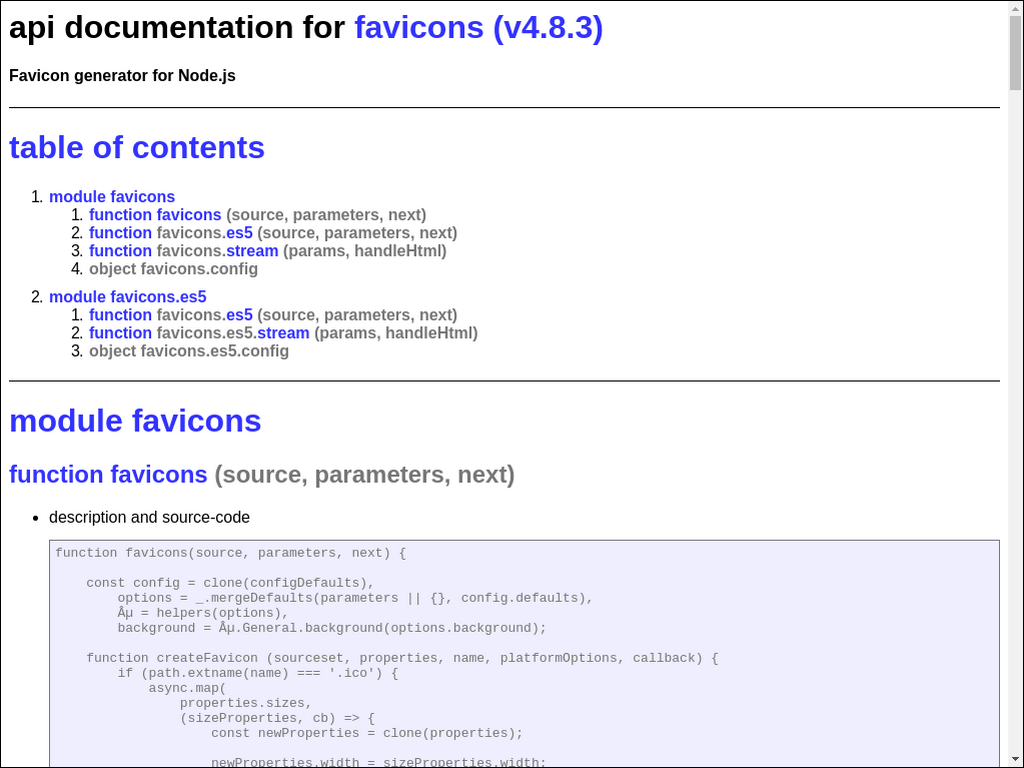 api documentation for favicons (v4.8.3)
Favicon generator for Node.js
table of contents
1. module favicons
1. function favicons (source, parameters, next)
2. function favicons.es5 (source, parameters, next)
3. function favicons.stream (params, handleHtml)
4. object favicons.config
2. module favicons.es5
1. function favicons.es5 (source, parameters, next)
2. function favicons.es5.stream (params, handleHtml)
3. object favicons.es5.config
module favicons
function favicons (source, parameters, next)
• description and source-code
function favicons(source, parameters, next) {
const config = clone(configDefaults),
options = _.mergeDefaults(parameters || {}, config.defaults),
Âµ = helpers(options),
background = Âµ.General.background(options.background);
function createFavicon (sourceset, properties, name, platformOptions, callback) {
if (path.extname(name) === '.ico') {
async.map(
properties.sizes,
(sizeProperties, cb) => {
const newProperties = clone(properties);
newProperties.width = sizeProperties.width;